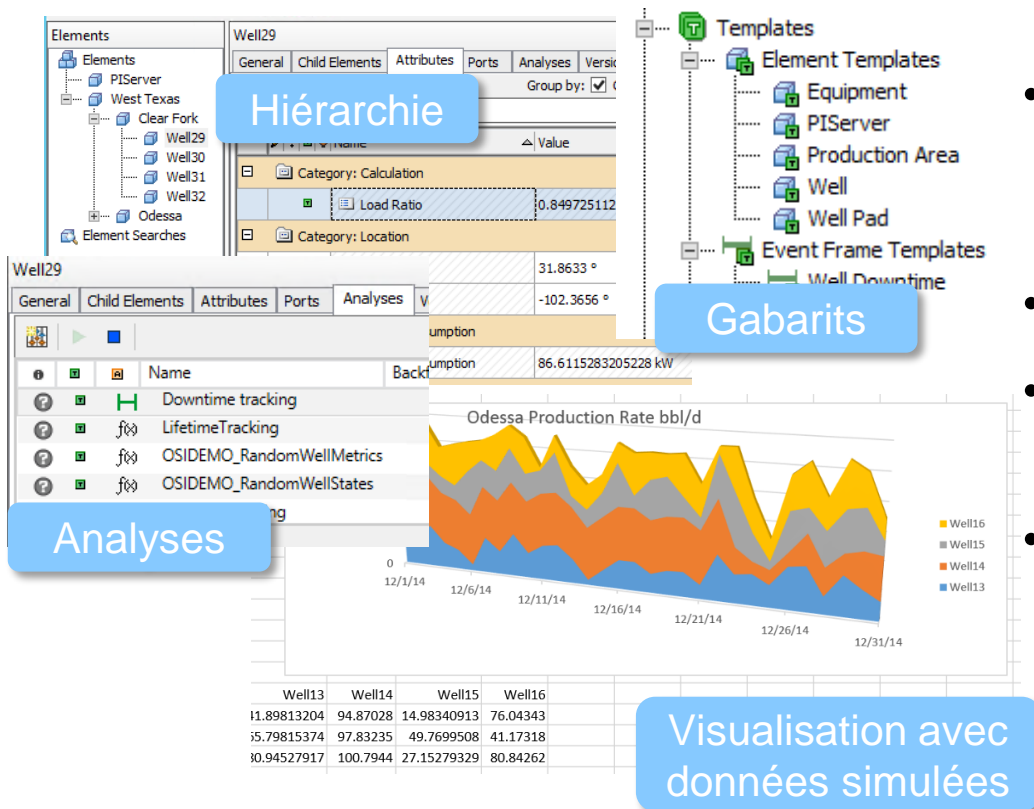 Elements
Elements
PIServer
West Texas
Clear Fork
Well29
Well30
Well31
Well32
Odessa
Element Searches
Well29
General Child Elements Attributes Ports Analyses
Group by:
Hiérarchie
Name Value
Category: Calculation
Load Ratio 0.849725112
Category: Location
31.8633 °
-102.3656 °
86.6115283205228 kW
Templates
Element Templates
Equipment
PIServer
Production Area
Well
Well Pad
Event Frame Templates
Well Downtime
Gabarits
Well29
General Child Elements Attributes Ports Analyses
Name
Downtime tracking
LifetimeTracking
OSIDEMO_RandomWellMetrics
OSIDEMO_RandomWellStates
Analyses
Odessa Production Rate bbl/d
0
12/1/14
12/6/14
12/11/14
12/16/14
12/21/14
12/26/14
12/31/14
Well16
Well15
Well14
Well13
Well13 Well14 Well15 Well16
94.87028 14.98340913 76.04343
97.83235 49.7699508 41.17318
100.7944 27.15279329 80.84262
Visualisation avec
données simulées